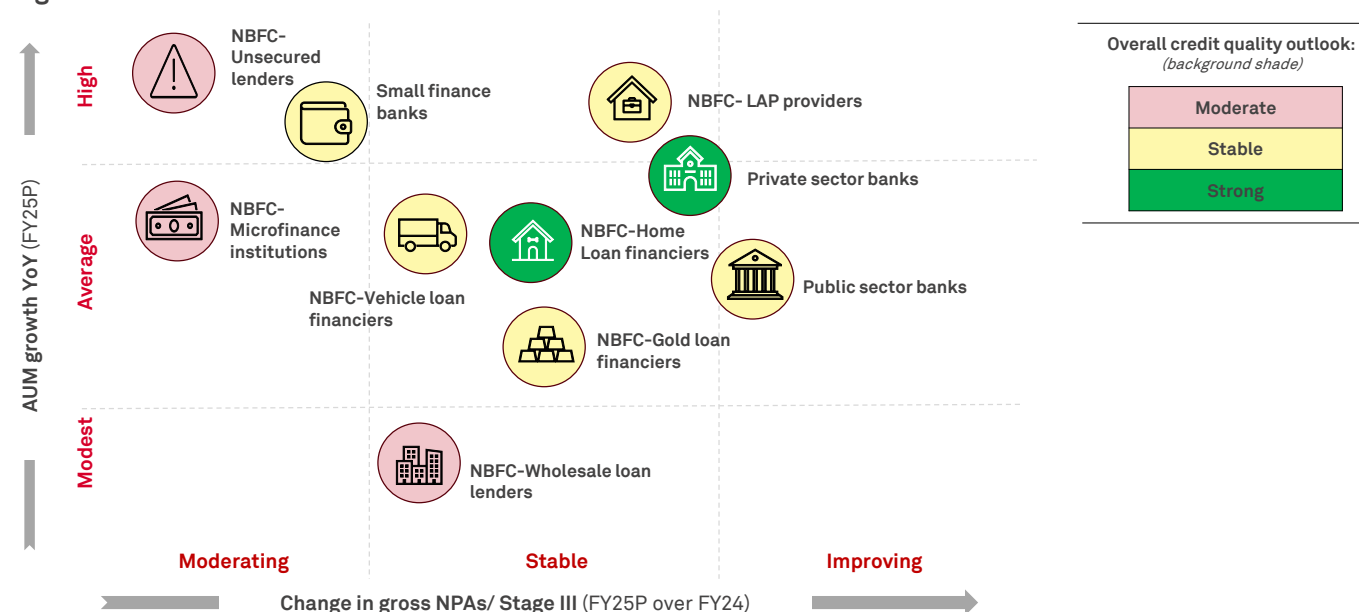 NBFC-
Unsecured
lenders
Small finance
banks
NBFC- LAP providers
Private sector banks
NBFC-
Microfinance
institutions
NBFC-Home
Loan financiers
NBFC-Vehicle loan
financiers
Public sector banks
NBFC-Gold loan
financiers
NBFC-Wholesale loan
lenders
High
Average
Modest
AUM growth YoY (FY25P)
Moderating
Stable
Improving
Change in gross NPAs/ Stage III (FY25P over FY24)
Overall credit quality outlook:
(background shade)
Moderate
Stable
Strong